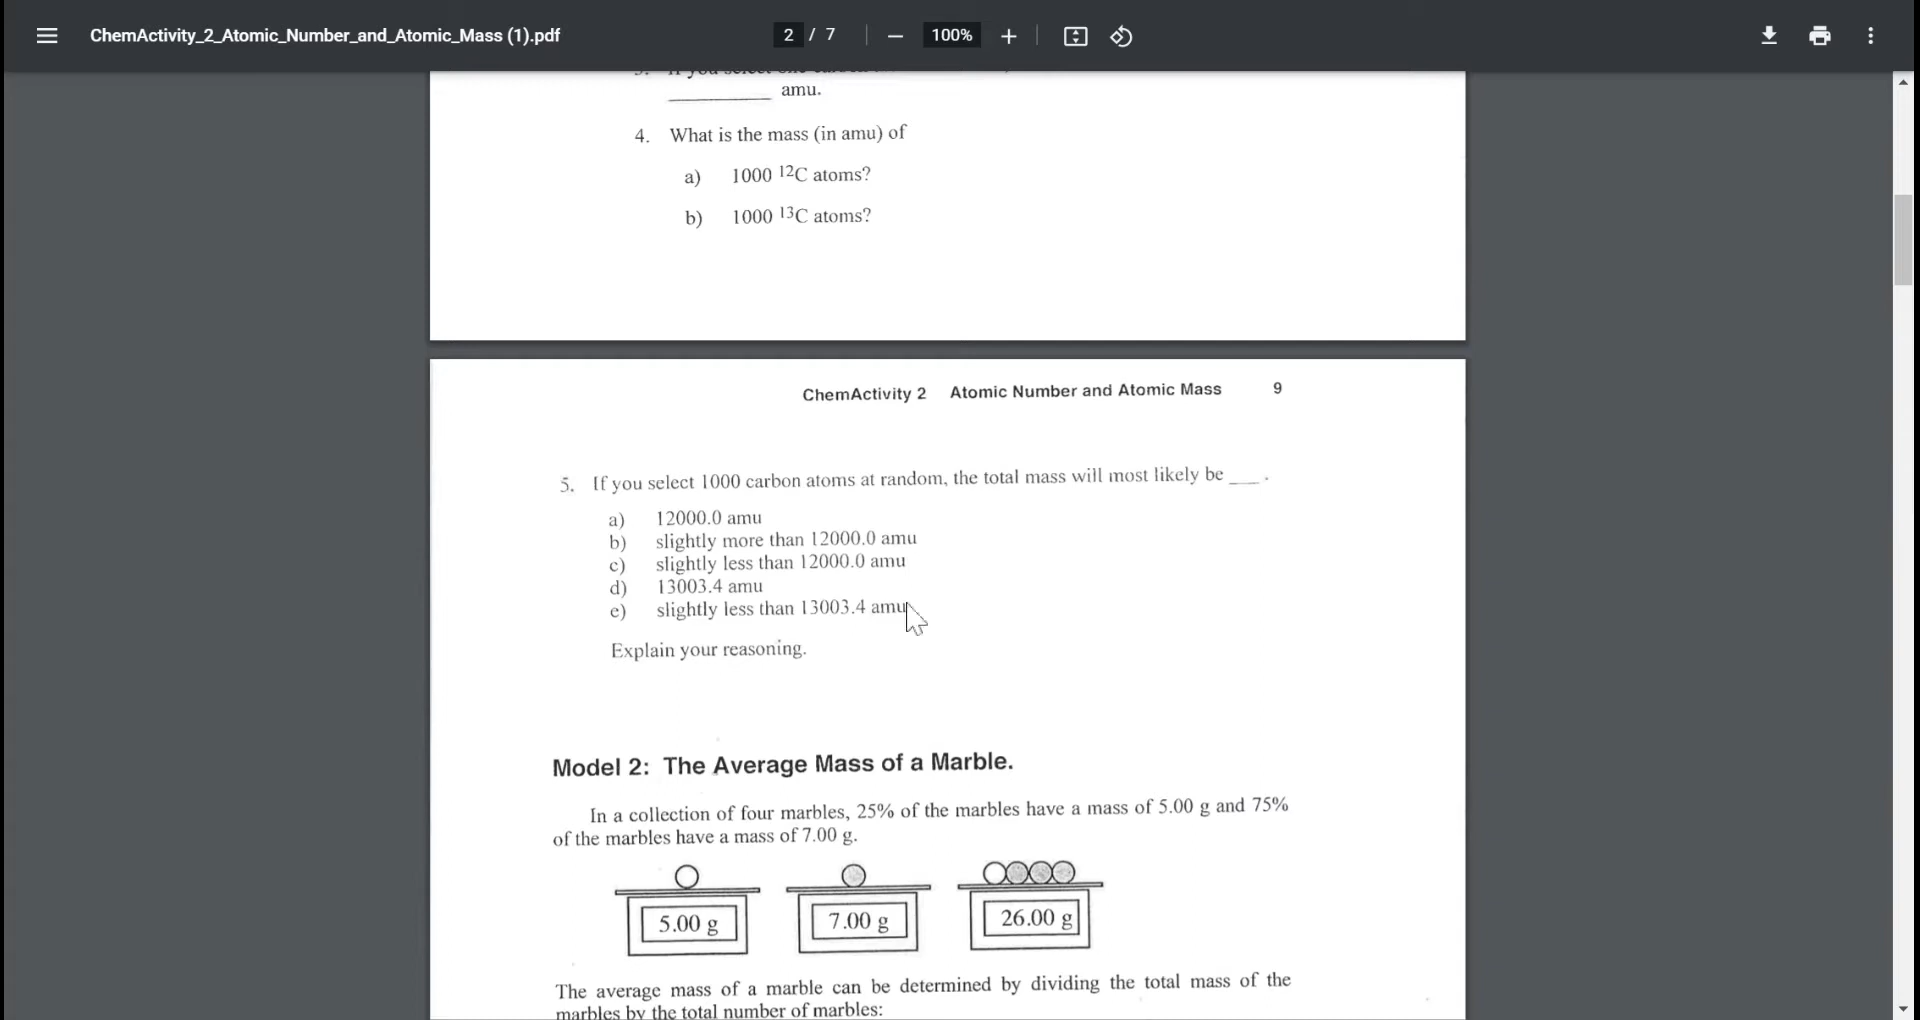 ChemActivity_2_Atomic_Number_and_Atomic_Mass (1).pdf
2 / 7
100%
amu.
4. What is the mass (in amu) of
a) 1000 ¹²C atoms?
b) 1000 ¹³C atoms?
ChemActivity 2 Atomic Number and Atomic Mass 9
5. If you select 1000 carbon atoms at random, the total mass will most likely be ___ .
a) 12000.0 amu
b) slightly more than 12000.0 amu
c) slightly less than 12000.0 amu
d) 13003.4 amu
e) slightly less than 13003.4 amu
Explain your reasoning.
Model 2: The Average Mass of a Marble.
In a collection of four marbles, 25% of the marbles have a mass of 5.00 g and 75%
of the marbles have a mass of 7.00 g.
5.00 g
7.00 g
26.00 g
The average mass of a marble can be determined by dividing the total mass of the
marbles by the total number of marbles: